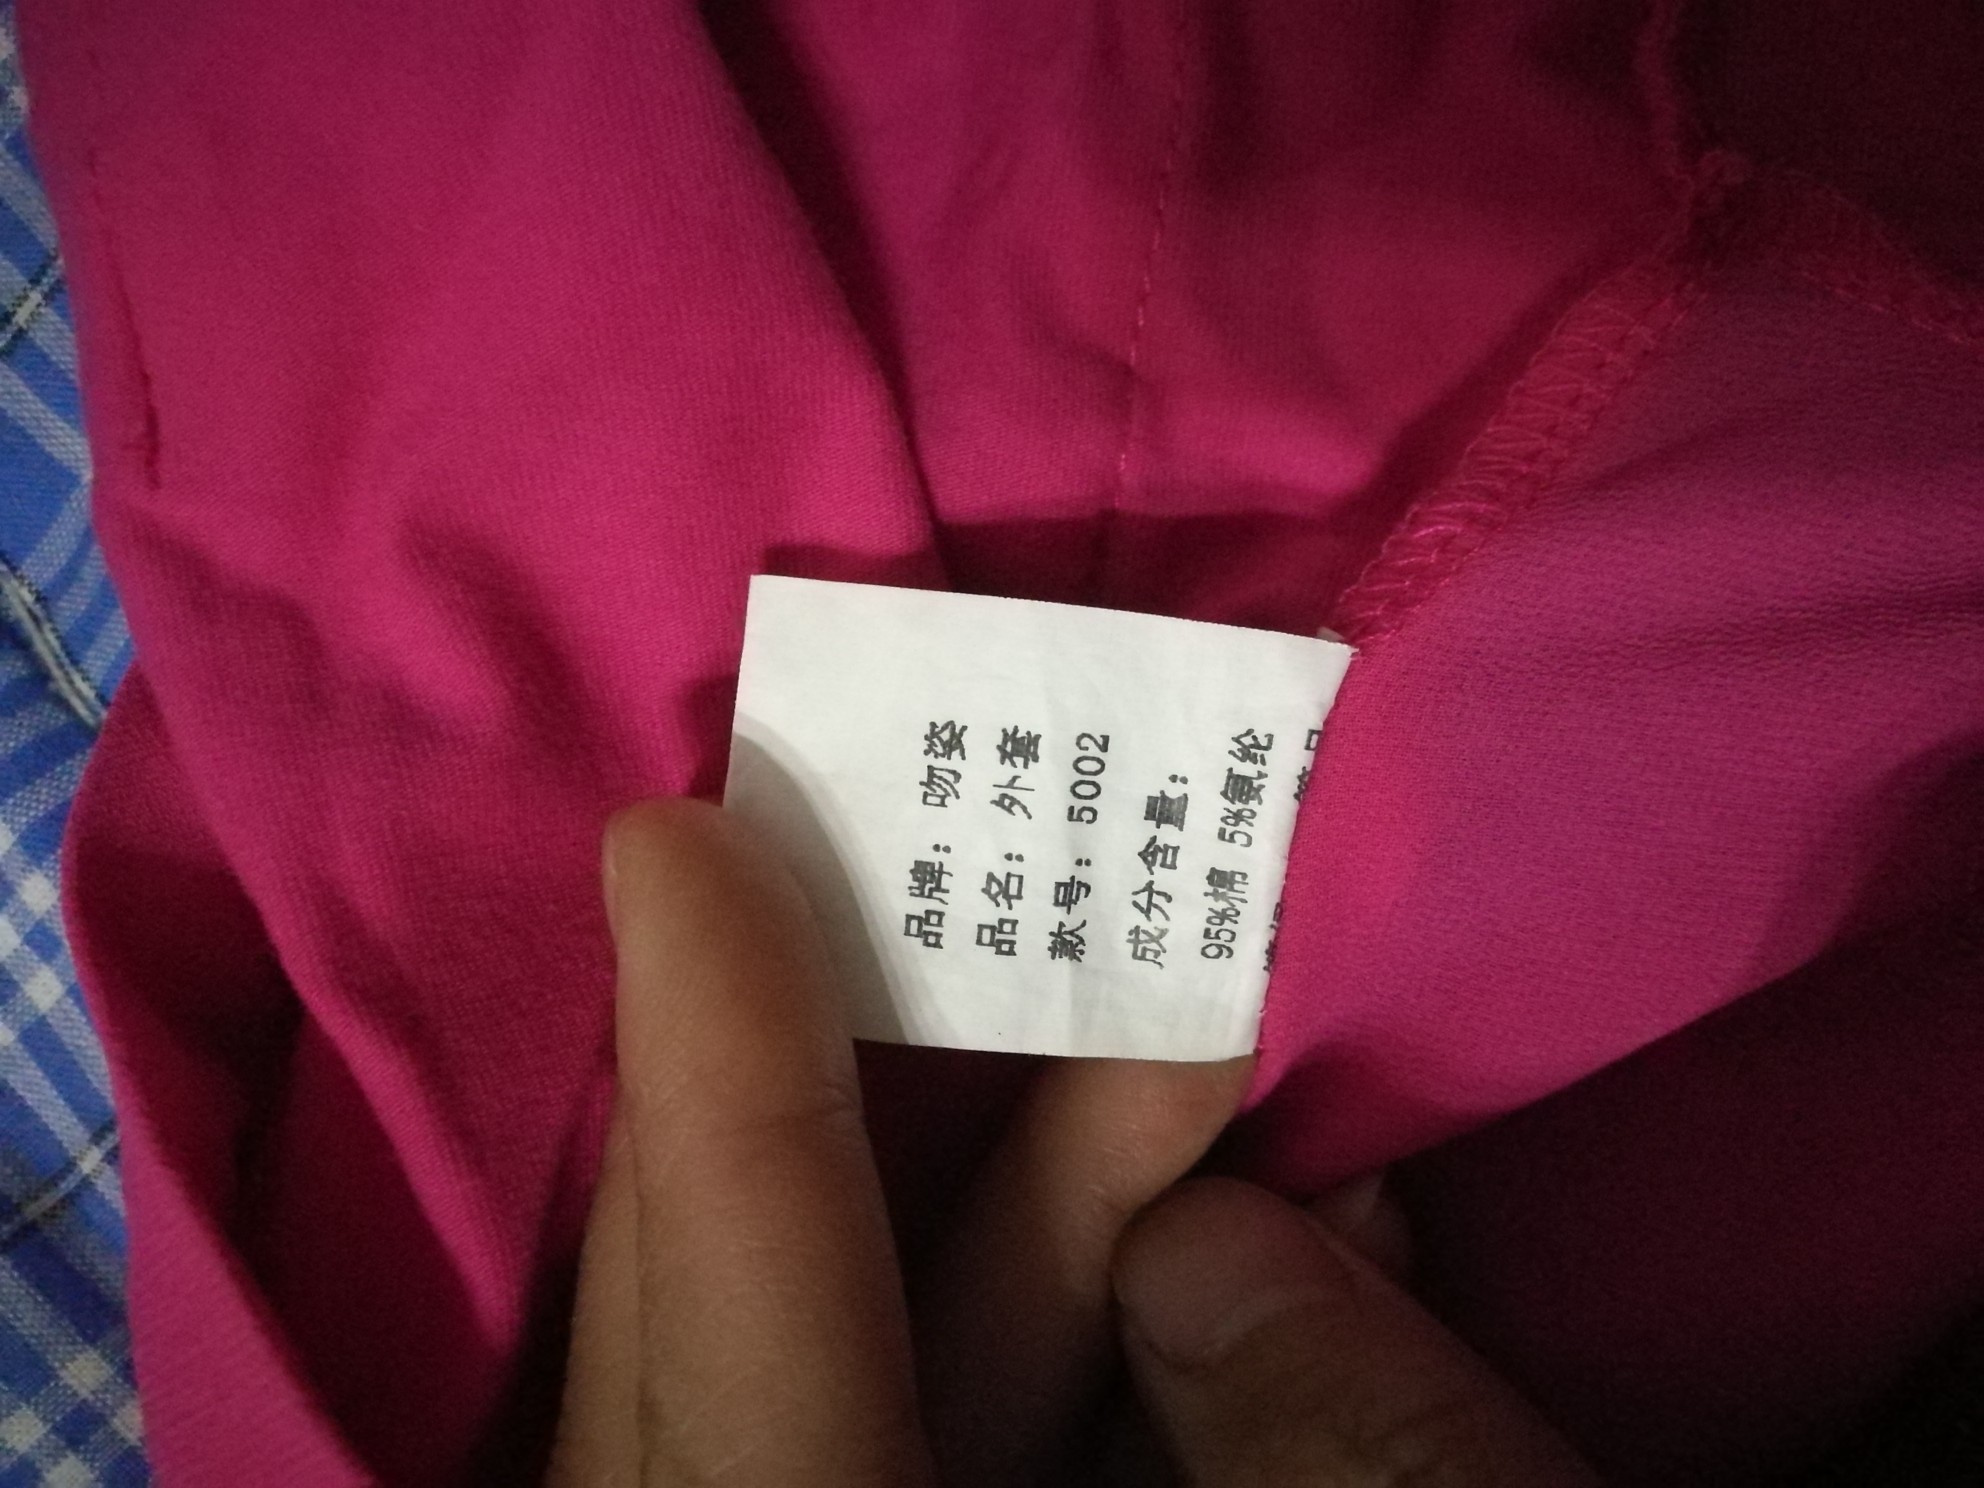 品牌：吻姿
品名：外套
款号：5002
成分含量：
95%棉 5%氨纶